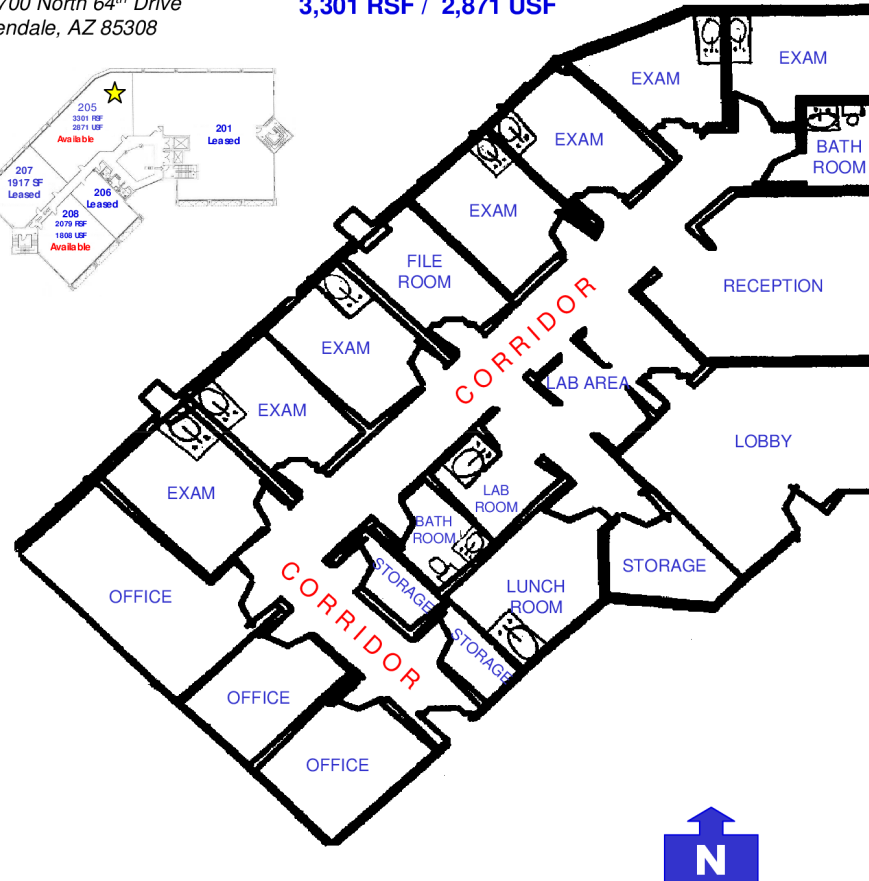 700 North 64th Drive
endale, AZ 85308
3,301 RSF / 2,871 USF
205
3301 RSF
2871 USF
Available
201
Leased
207
1917 SF
Leased
206
Leased
208
2079 RSF
1808 USF
Available
EXAM
EXAM
EXAM
BATH
ROOM
EXAM
FILE
ROOM
RECEPTION
CORRIDOR
EXAM
LAB AREA
EXAM
LOBBY
EXAM
LAB
ROOM
BATH
ROOM
STORAGE
OFFICE
CORRIDOR
STORAGE
LUNCH
ROOM
STORAGE
OFFICE
OFFICE
N